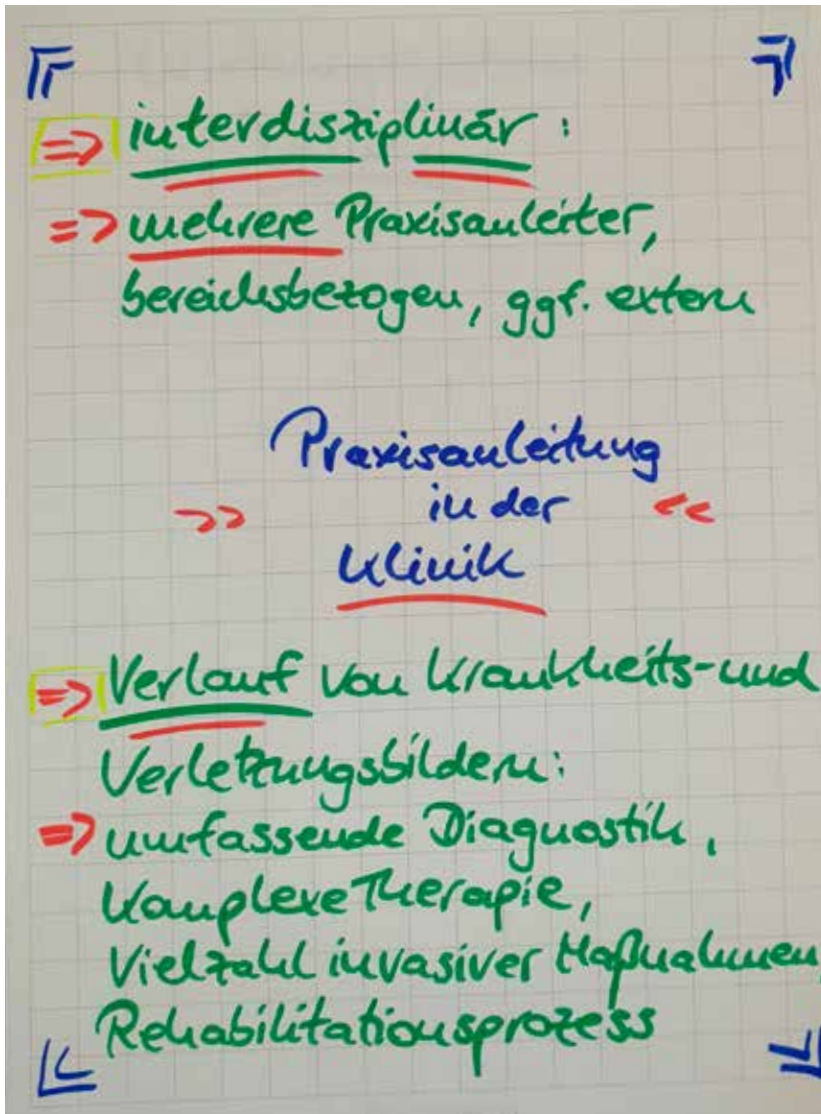 => interdisziplinär :
=> mehrere Praxisanleiter,
bereichsbezogen, ggf. extern
Praxisanleitung
>> in der <<
Klinik
=> Verlauf von Krankheits- und
Verletzungsbildern:
=> umfassende Diagnostik,
komplexe Therapie,
Vielzahl invasiver Maßnahmen,
Rehabilitationsprozess